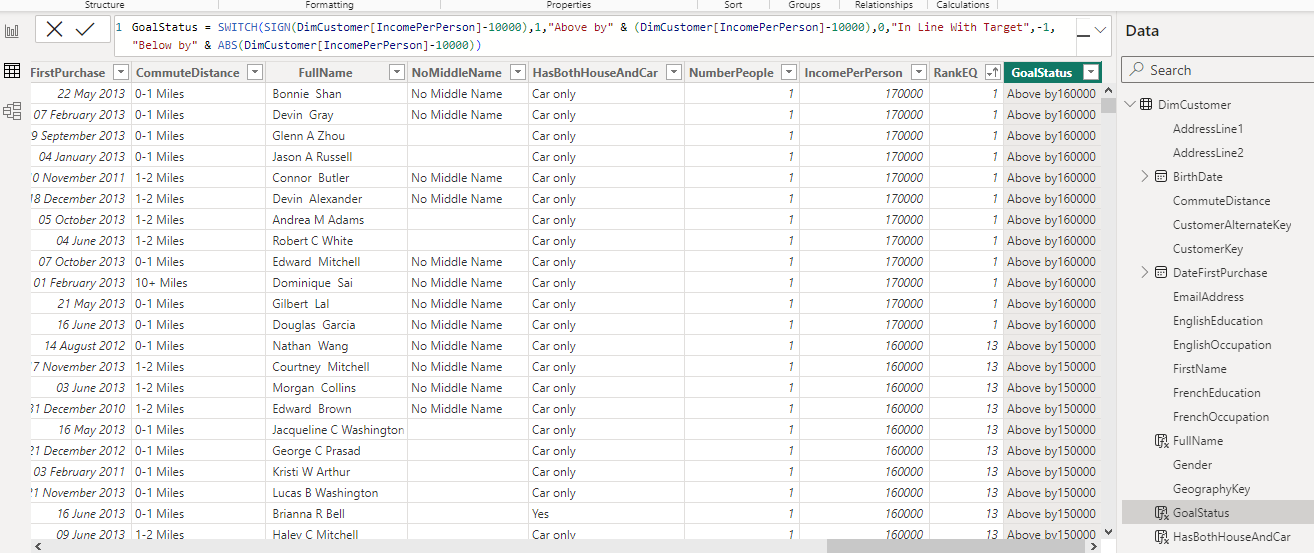 Structure Formatting Properties Sort Groups Relationships Calculations
1 GoalStatus = SWITCH(SIGN(DimCustomer[IncomePerPerson]-10000),1,"Above by" & (DimCustomer[IncomePerPerson]-10000),0,"In Line With Target",-1,
"Below by" & ABS(DimCustomer[IncomePerPerson]-10000))
FirstPurchase CommuteDistance FullName NoMiddleName HasBothHouseAndCar NumberPeople IncomePerPerson RankEQ GoalStatus
22 May 2013 0-1 Miles Bonnie Shan No Middle Name Car only 1 170000 1 Above by160000
07 February 2013 0-1 Miles Devin Gray No Middle Name Car only 1 170000 1 Above by160000
9 September 2013 0-1 Miles Glenn A Zhou Car only 1 170000 1 Above by160000
04 January 2013 0-1 Miles Jason A Russell Car only 1 170000 1 Above by160000
0 November 2011 1-2 Miles Connor Butler No Middle Name Car only 1 170000 1 Above by160000
18 December 2013 1-2 Miles Devin Alexander No Middle Name Car only 1 170000 1 Above by160000
05 October 2013 1-2 Miles Andrea M Adams Car only 1 170000 1 Above by160000
04 June 2013 1-2 Miles Robert C White Car only 1 170000 1 Above by160000
07 October 2013 0-1 Miles Edward Mitchell No Middle Name Car only 1 170000 1 Above by160000
01 February 2013 10+ Miles Dominique Sai No Middle Name Car only 1 170000 1 Above by160000
21 May 2013 0-1 Miles Gilbert Lal No Middle Name Car only 1 170000 1 Above by160000
16 June 2013 0-1 Miles Douglas Garcia No Middle Name Car only 1 170000 1 Above by160000
14 August 2012 0-1 Miles Nathan Wang No Middle Name Car only 1 160000 13 Above by150000
17 November 2013 1-2 Miles Courtney Mitchell No Middle Name Car only 1 160000 13 Above by150000
03 June 2013 1-2 Miles Morgan Collins No Middle Name Car only 1 160000 13 Above by150000
31 December 2010 1-2 Miles Edward Brown No Middle Name Car only 1 160000 13 Above by150000
16 May 2013 0-1 Miles Jacqueline C Washington Car only 1 160000 13 Above by150000
21 December 2012 0-1 Miles George C Prasad Car only 1 160000 13 Above by150000
03 February 2011 0-1 Miles Kristi W Arthur Car only 1 160000 13 Above by150000
21 November 2013 0-1 Miles Lucas B Washington Car only 1 160000 13 Above by150000
16 June 2013 0-1 Miles Brianna R Bell Yes 1 160000 13 Above by150000
09 June 2013 1-2 Miles Haley C Mitchell Car only 1 160000 13 Above by150000
Data
Search
DimCustomer
AddressLine1
AddressLine2
BirthDate
CommuteDistance
CustomerAlternateKey
CustomerKey
DateFirstPurchase
EmailAddress
EnglishEducation
EnglishOccupation
FirstName
FrenchEducation
FrenchOccupation
FullName
Gender
GeographyKey
GoalStatus
HasBothHouseAndCar